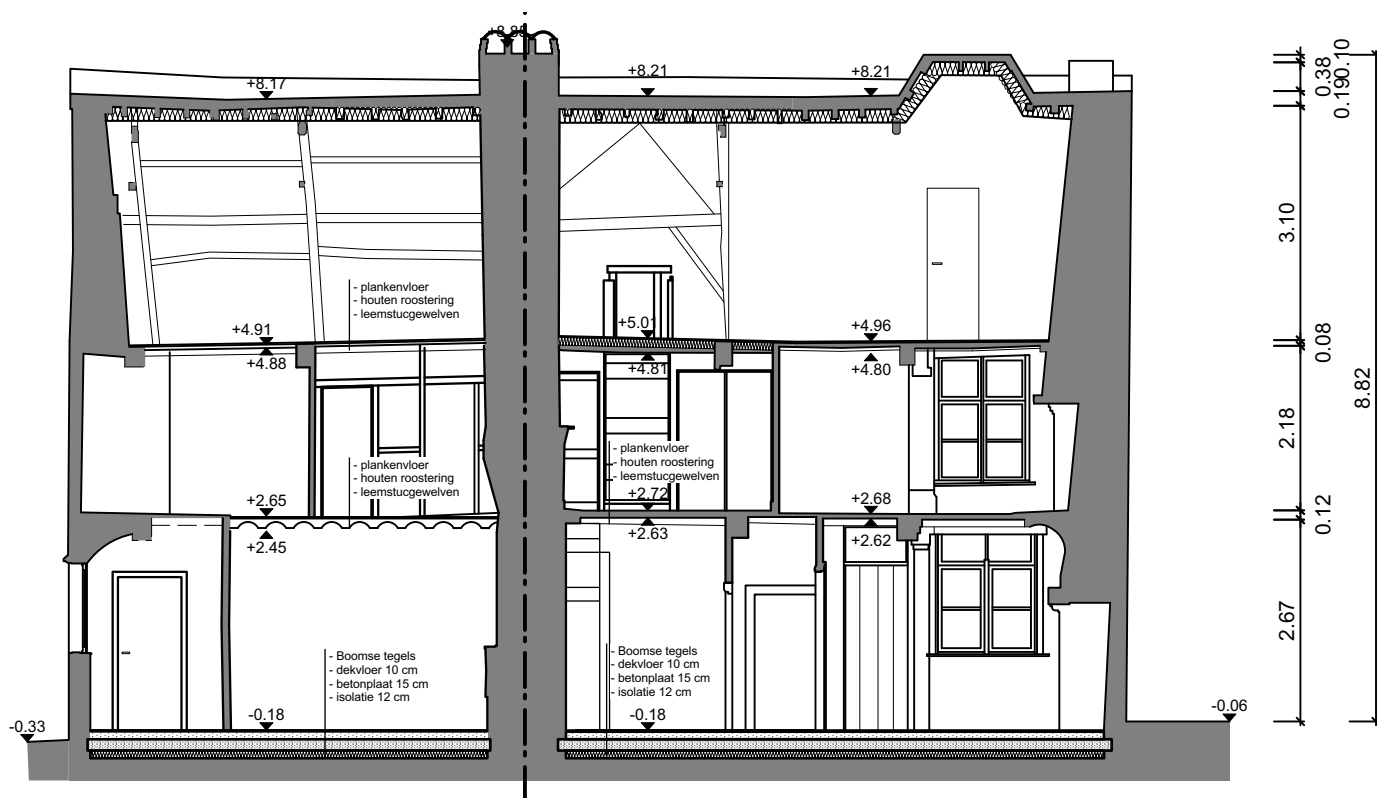 +8.85
+8.17
+8.21
+8.21
0.10
0.38
0.19
3.10
- plankenvloer
- houten roostering
- leemstucgewelven
+4.91
+5.01
+4.96
+4.88
+4.81
+4.80
0.08
8.82
2.18
- plankenvloer
- houten roostering
- leemstucgewelven
- plankenvloer
- houten roostering
- leemstucgewelven
+2.65
+2.72
+2.68
+2.45
+2.63
+2.62
0.12
2.67
- Boomse tegels
- dekvloer 10 cm
- betonplaat 15 cm
- isolatie 12 cm
- Boomse tegels
- dekvloer 10 cm
- betonplaat 15 cm
- isolatie 12 cm
-0.33
-0.18
-0.18
-0.06